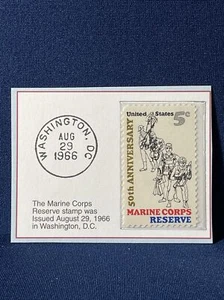 WASHINGTON, DC
AUG
29
1966
The Marine Corps
Reserve stamp was
Issued August 29, 1966
in Washington, D.C.
United States 5c
50th ANNIVERSARY
MARINE CORPS
RESERVE